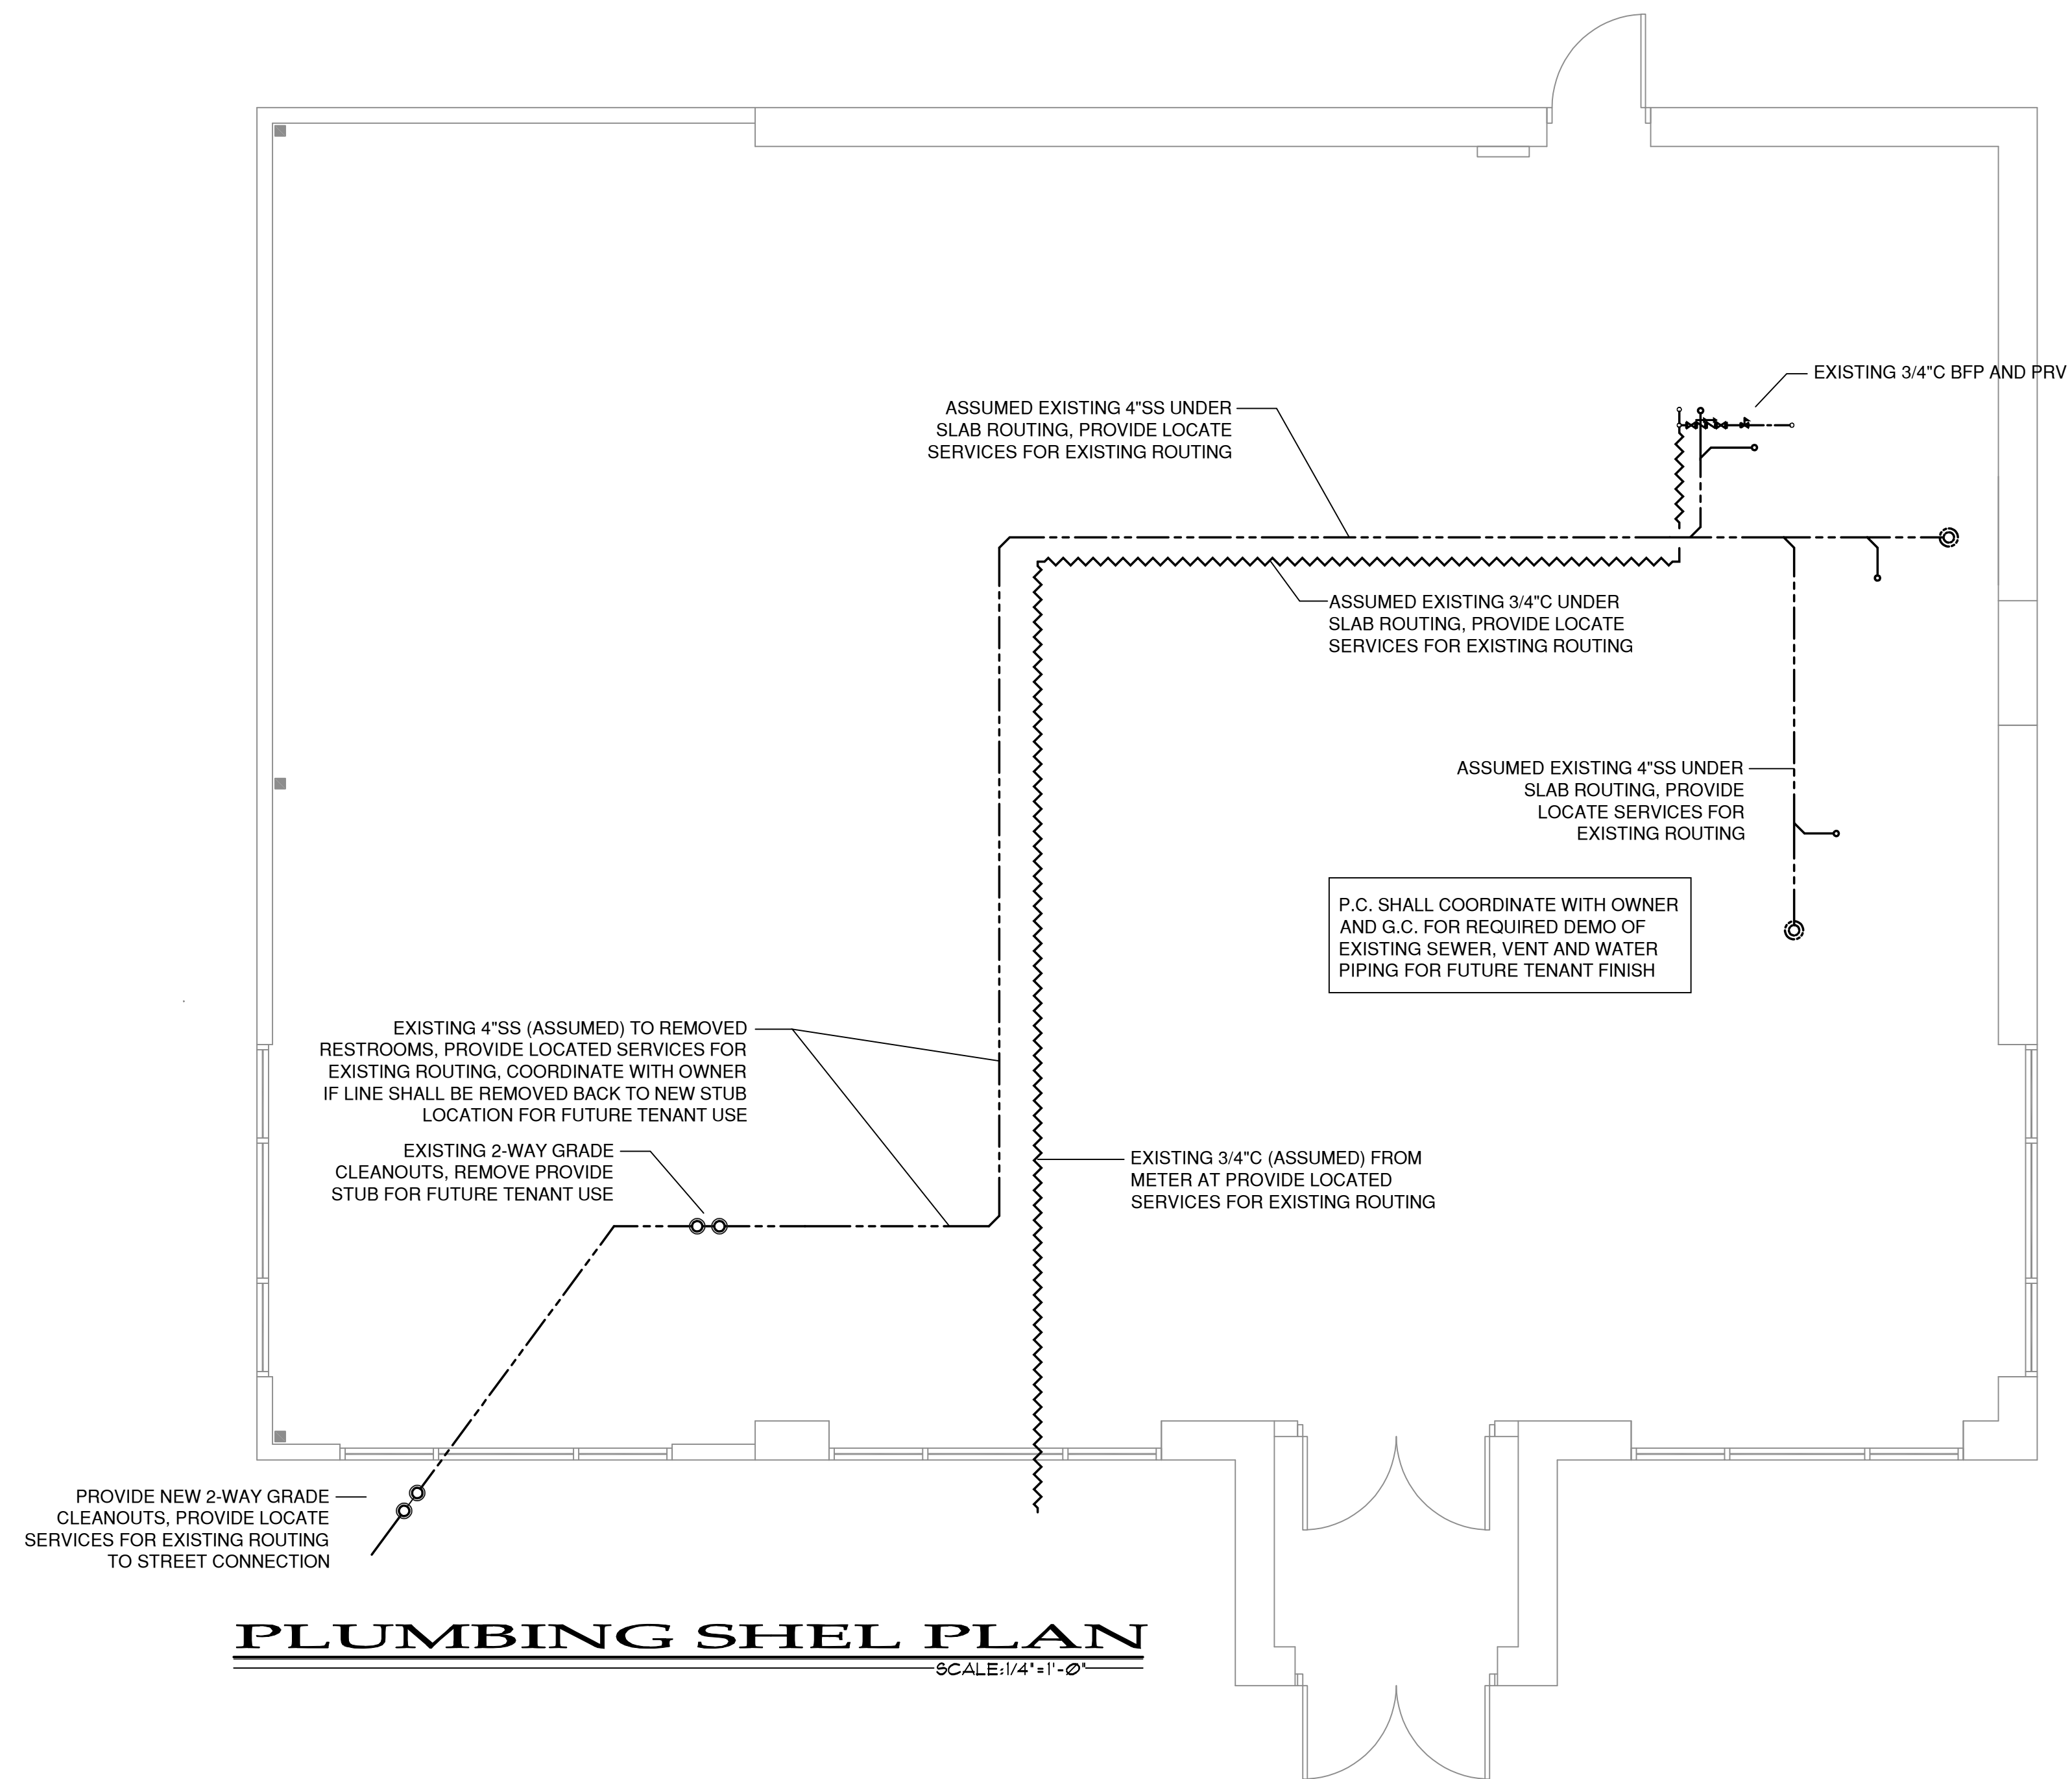 EXISTING 3/4"C BFP AND PRV
ASSUMED EXISTING 4"SS UNDER
SLAB ROUTING, PROVIDE LOCATE
SERVICES FOR EXISTING ROUTING
ASSUMED EXISTING 3/4"C UNDER
SLAB ROUTING, PROVIDE LOCATE
SERVICES FOR EXISTING ROUTING
ASSUMED EXISTING 4"SS UNDER
SLAB ROUTING, PROVIDE
LOCATE SERVICES FOR
EXISTING ROUTING
P.C. SHALL COORDINATE WITH OWNER
AND G.C. FOR REQUIRED DEMO OF
EXISTING SEWER, VENT AND WATER
PIPING FOR FUTURE TENANT FINISH
EXISTING 4"SS (ASSUMED) TO REMOVED
RESTROOMS, PROVIDE LOCATED SERVICES FOR
EXISTING ROUTING, COORDINATE WITH OWNER
IF LINE SHALL BE REMOVED BACK TO NEW STUB
LOCATION FOR FUTURE TENANT USE
EXISTING 2-WAY GRADE
CLEANOUTS, REMOVE PROVIDE
STUB FOR FUTURE TENANT USE
EXISTING 3/4"C (ASSUMED) FROM
METER AT PROVIDE LOCATED
SERVICES FOR EXISTING ROUTING
PROVIDE NEW 2-WAY GRADE
CLEANOUTS, PROVIDE LOCATE
SERVICES FOR EXISTING ROUTING
TO STREET CONNECTION
PLUMBING SHEL PLAN
SCALE:1/4"=1'-0"